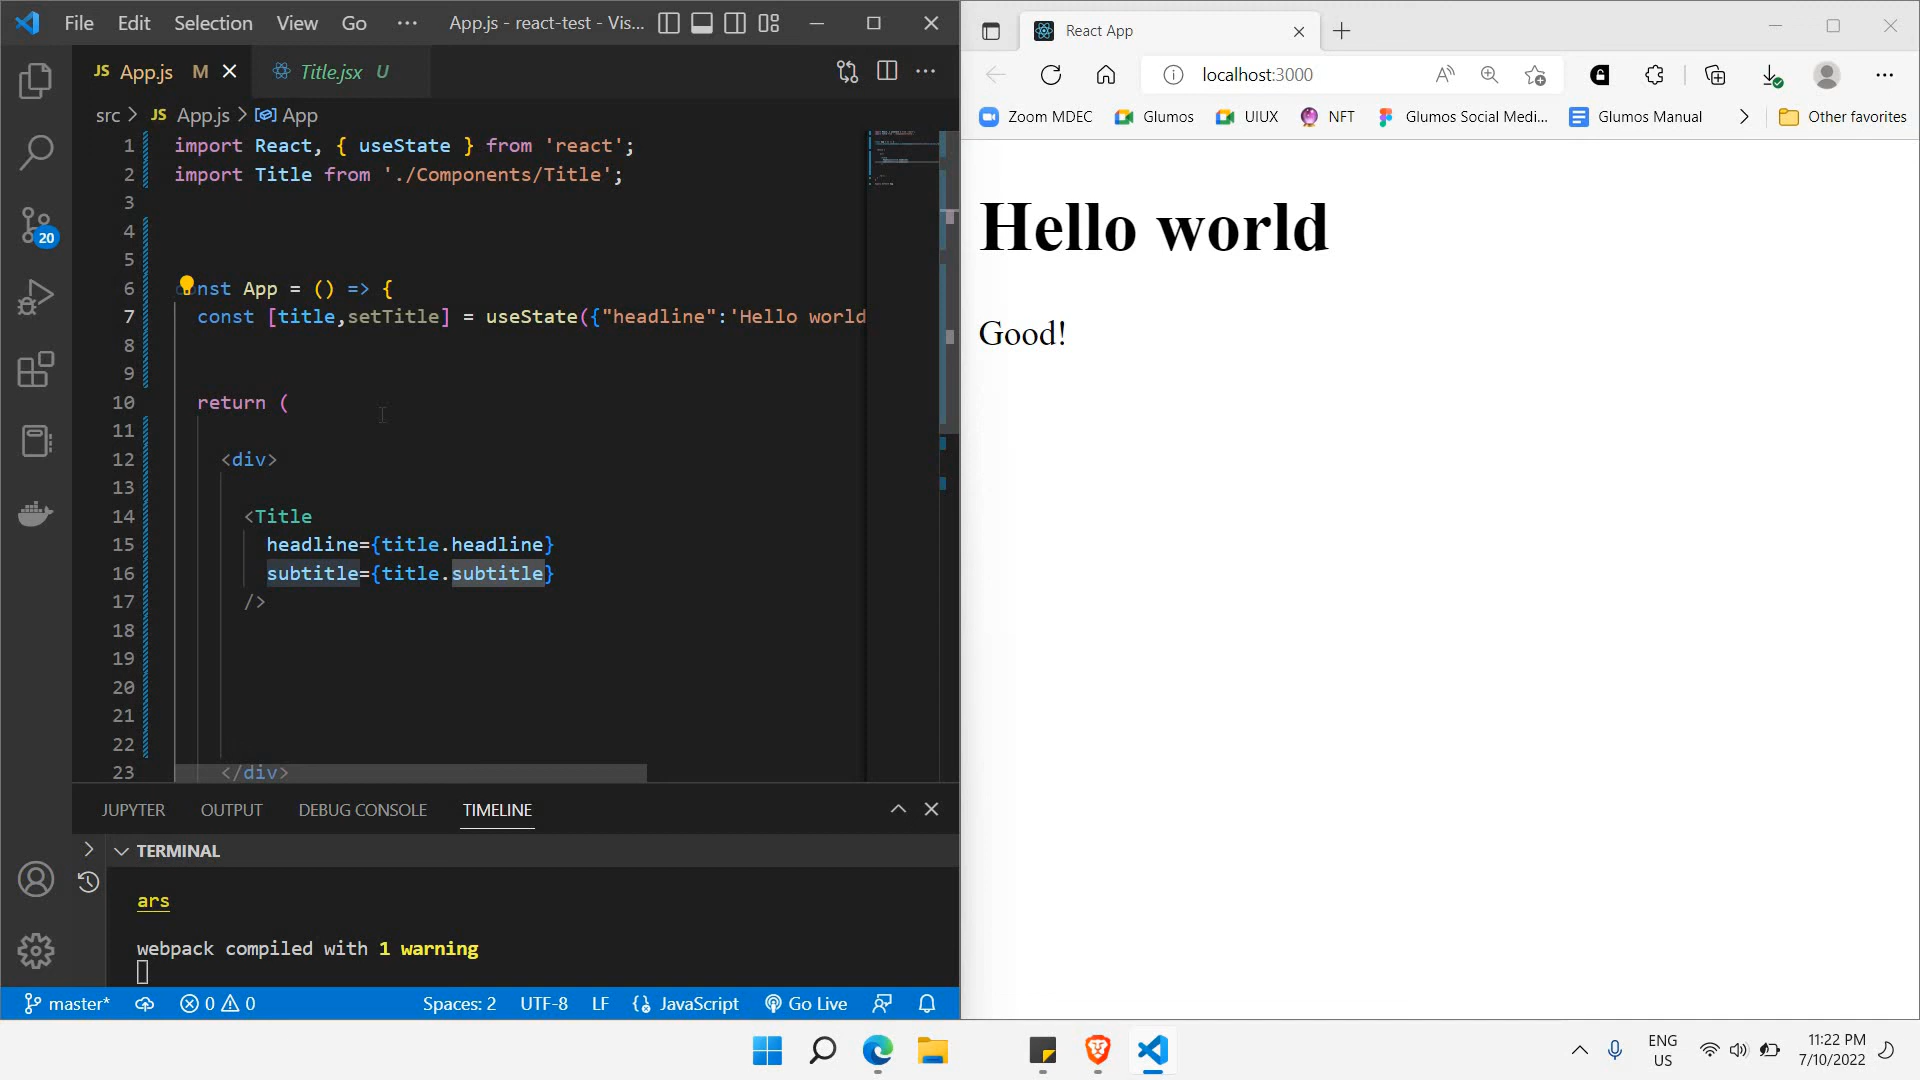 File Edit Selection View Go ··· App.js - react-test - Vis...
JS App.js M Title.jsx U
src > JS App.js > App
1 import React, { useState } from 'react';
2 import Title from './Components/Title';
3
4
5
6 nst App = () => {
7 const [title,setTitle] = useState({"headline":'Hello world
8
9
10 return (
11
12 <div>
13
14 <Title
15 headline={title.headline}
16 subtitle={title.subtitle}
17 />
18
19
20
21
22
23 </div>
20
JUPYTER OUTPUT DEBUG CONSOLE TIMELINE
TERMINAL
ars
webpack compiled with 1 warning
master* 0 0 Spaces: 2 UTF-8 LF JavaScript Go Live
React App
localhost:3000
Zoom MDEC Glumos UIUX NFT Glumos Social Medi... Glumos Manual Other favorites
Hello world
Good!
ENG
US
11:22 PM
7/10/2022